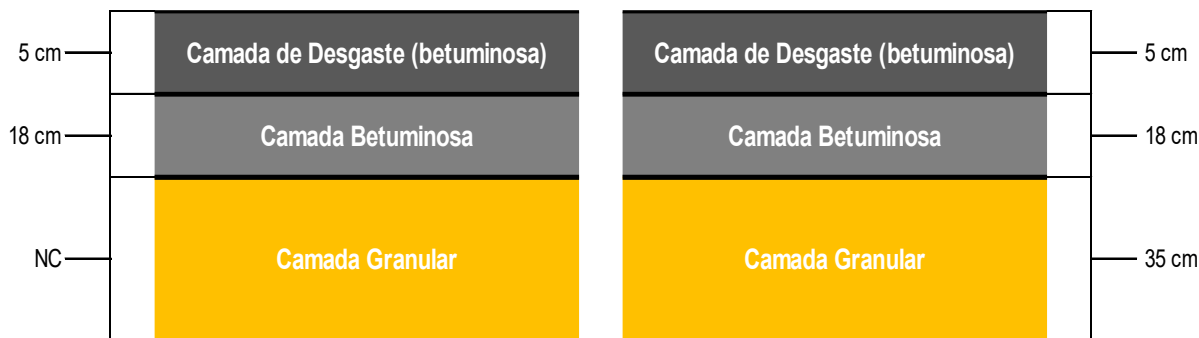 5 cm
Camada de Desgaste (betuminosa)
Camada de Desgaste (betuminosa)
5 cm
18 cm
Camada Betuminosa
Camada Betuminosa
18 cm
NC
Camada Granular
Camada Granular
35 cm